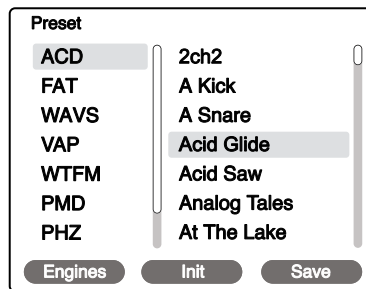 Preset
ACD
FAT
WAVS
VAP
WTFM
PMD
PHZ
2ch2
A Kick
A Snare
Acid Glide
Acid Saw
Analog Tales
At The Lake
Engines
Init
Save